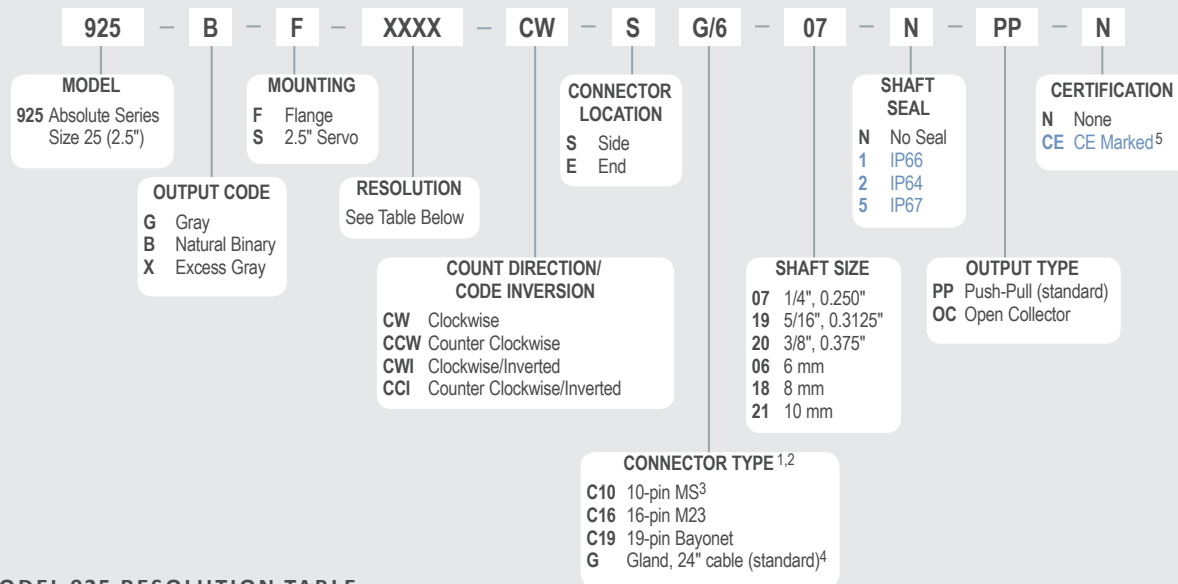 925 – B – F – XXXX – CW – S G/6 – 07 – N – PP – N
MODEL
925 Absolute Series
Size 25 (2.5")
OUTPUT CODE
G Gray
B Natural Binary
X Excess Gray
MOUNTING
F Flange
S 2.5" Servo
RESOLUTION
See Table Below
COUNT DIRECTION/
CODE INVERSION
CW Clockwise
CCW Counter Clockwise
CWI Clockwise/Inverted
CCI Counter Clockwise/Inverted
CONNECTOR
LOCATION
S Side
E End
CONNECTOR TYPE 1,2
C10 10-pin MS3
C16 16-pin M23
C19 19-pin Bayonet
G Gland, 24" cable (standard)4
SHAFT SIZE
07 1/4", 0.250"
19 5/16", 0.3125"
20 3/8", 0.375"
06 6 mm
18 8 mm
21 10 mm
SHAFT
SEAL
N No Seal
1 IP66
2 IP64
5 IP67
OUTPUT TYPE
PP Push-Pull (standard)
OC Open Collector
CERTIFICATION
N None
CE CE Marked5